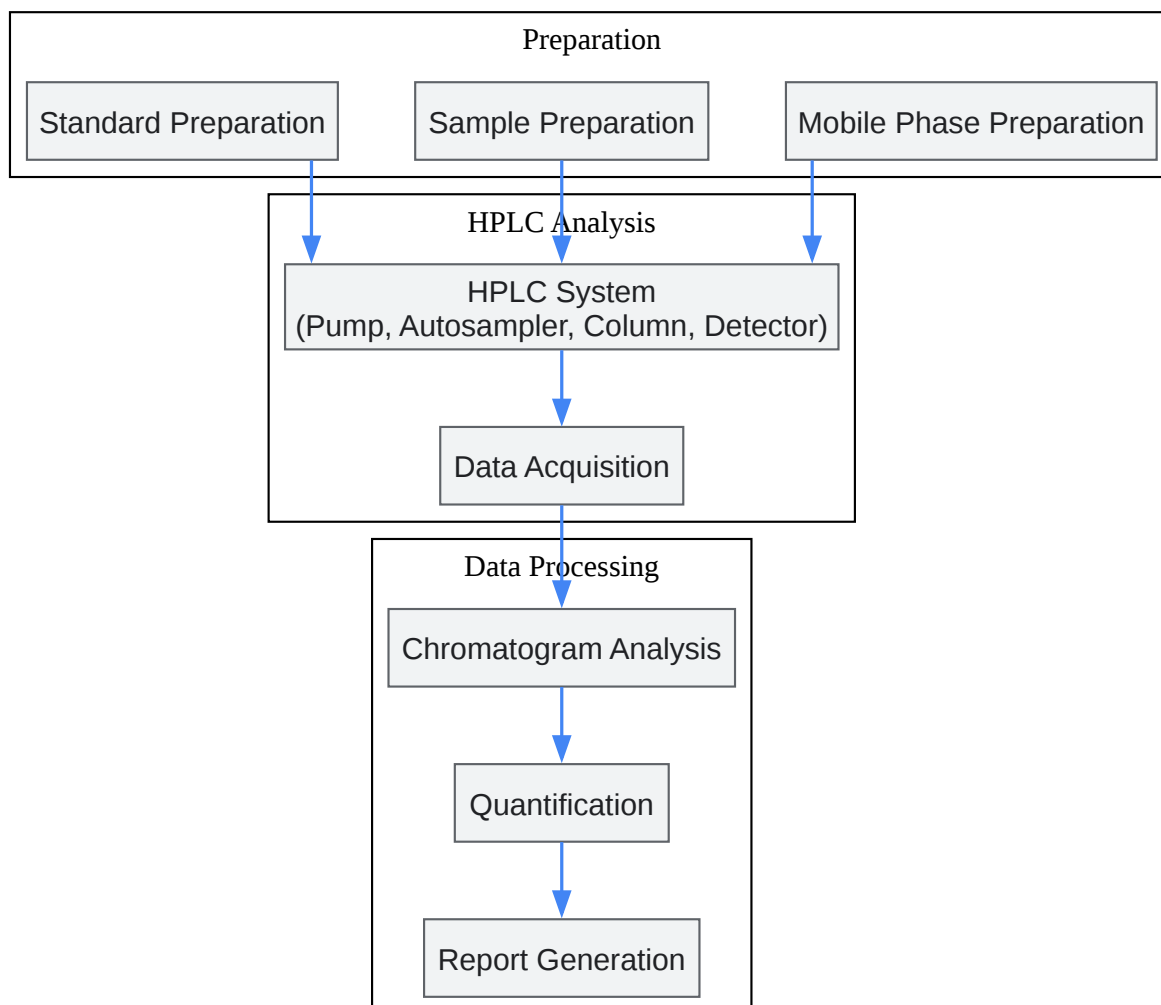 Preparation
Standard Preparation
Sample Preparation
Mobile Phase Preparation
HPLC Analysis
HPLC System
(Pump, Autosampler, Column, Detector)
Data Acquisition
Data Processing
Chromatogram Analysis
Quantification
Report Generation